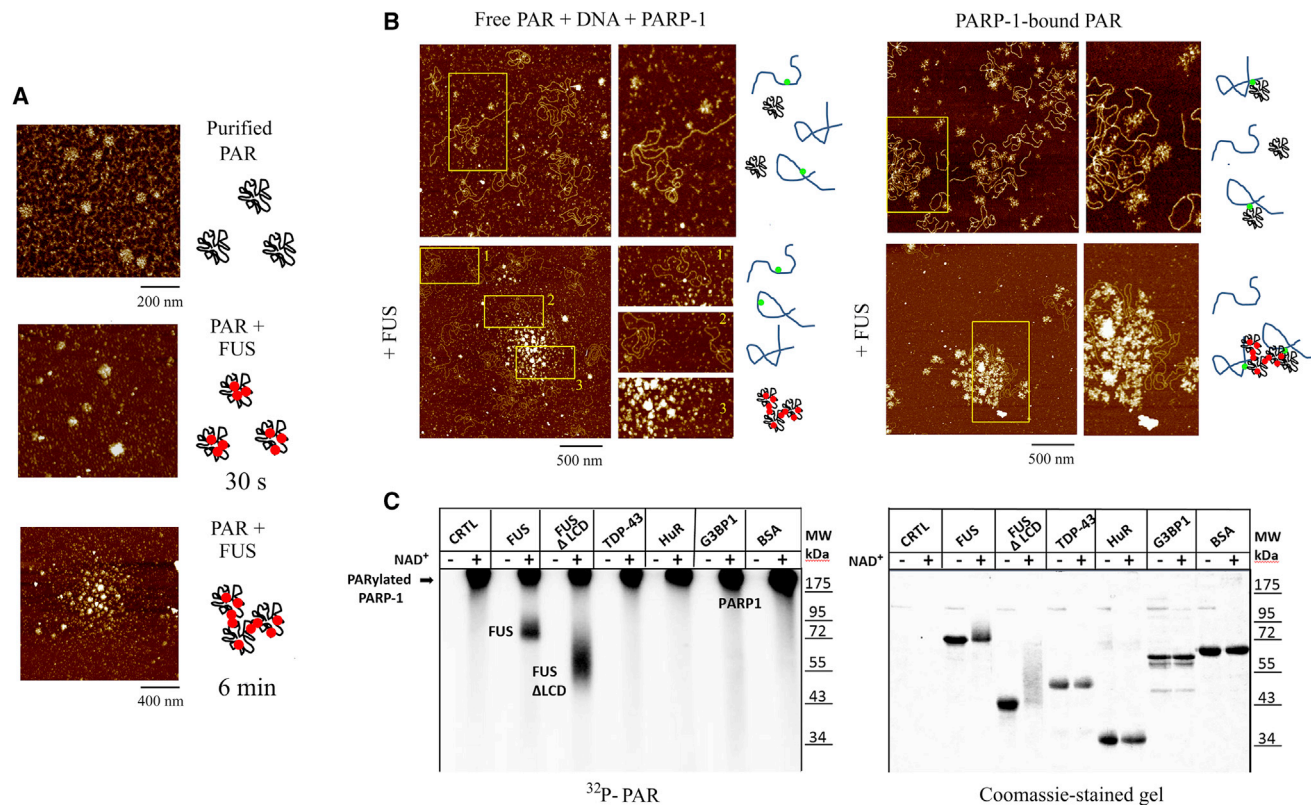 A
Purified
PAR
200 nm
PAR +
FUS
30 s
PAR +
FUS
6 min
400 nm
B
Free PAR + DNA + PARP-1
PARP-1-bound PAR
+ FUS
1
2
3
1
2
3
500 nm
+ FUS
500 nm
C
CRTL
FUS
FUS
Δ LCD
TDP-43
HuR
G3BP1
BSA
MW
kDa
NAD+
- + - + - + - + - + - + - +
PARylated
PARP-1
PARP1
FUS
FUS
ΔLCD
175
95
72
55
43
34
32P- PAR
CRTL
FUS
FUS
Δ LCD
TDP-43
HuR
G3BP1
BSA
MW
kDa
NAD+
- + - + - + - + - + - + - +
175
95
72
55
43
34
Coomassie-stained gel